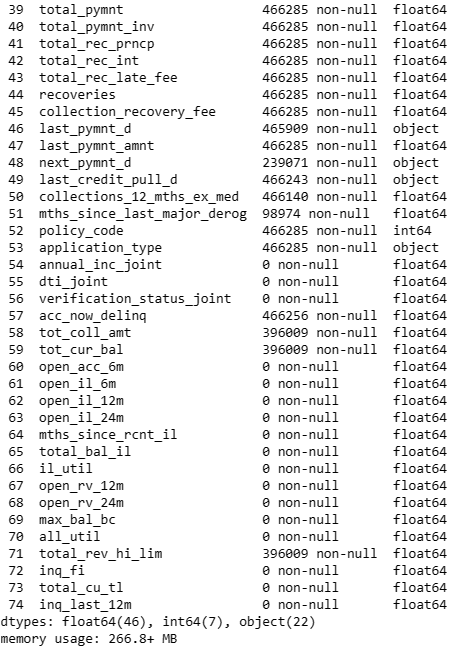 39  total_pymnt                  466285 non-null  float64
40  total_pymnt_inv              466285 non-null  float64
41  total_rec_prncp              466285 non-null  float64
42  total_rec_int                466285 non-null  float64
43  total_rec_late_fee           466285 non-null  float64
44  recoveries                   466285 non-null  float64
45  collection_recovery_fee      466285 non-null  float64
46  last_pymnt_d                 465909 non-null  object
47  last_pymnt_amnt              466285 non-null  float64
48  next_pymnt_d                 239071 non-null  object
49  last_credit_pull_d           466243 non-null  object
50  collections_12_mths_ex_med   466140 non-null  float64
51  mths_since_last_major_derog  98974 non-null   float64
52  policy_code                  466285 non-null  int64
53  application_type             466285 non-null  object
54  annual_inc_joint             0 non-null       float64
55  dti_joint                    0 non-null       float64
56  verification_status_joint    0 non-null       float64
57  acc_now_delinq               466256 non-null  float64
58  tot_coll_amt                 396009 non-null  float64
59  tot_cur_bal                  396009 non-null  float64
60  open_acc_6m                  0 non-null       float64
61  open_il_6m                   0 non-null       float64
62  open_il_12m                  0 non-null       float64
63  open_il_24m                  0 non-null       float64
64  mths_since_rcnt_il           0 non-null       float64
65  total_bal_il                 0 non-null       float64
66  il_util                      0 non-null       float64
67  open_rv_12m                  0 non-null       float64
68  open_rv_24m                  0 non-null       float64
69  max_bal_bc                   0 non-null       float64
70  all_util                     0 non-null       float64
71  total_rev_hi_lim             396009 non-null  float64
72  inq_fi                       0 non-null       float64
73  total_cu_tl                  0 non-null       float64
74  inq_last_12m                 0 non-null       float64
dtypes: float64(46), int64(7), object(22)
memory usage: 266.8+ MB